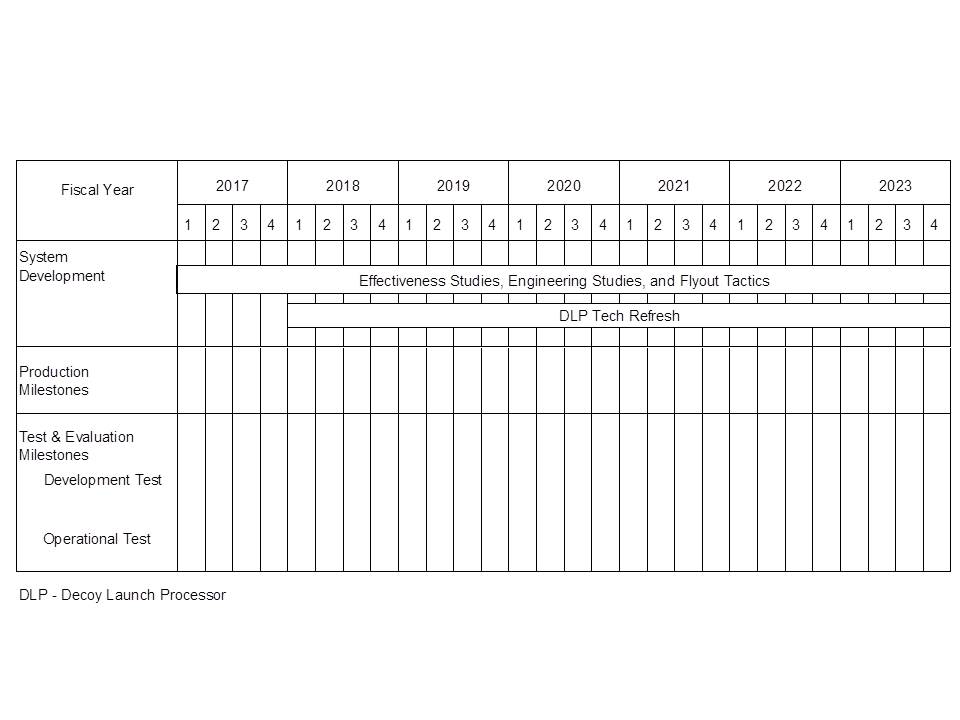 Fiscal Year 2017 2018 2019 2020 2021 2022 2023
1 2 3 4 1 2 3 4 1 2 3 4 1 2 3 4 1 2 3 4 1 2 3 4 1 2 3 4
System
Development
Effectiveness Studies, Engineering Studies, and Flyout Tactics
DLP Tech Refresh
Production
Milestones
Test & Evaluation
Milestones
Development Test
Operational Test
DLP - Decoy Launch Processor